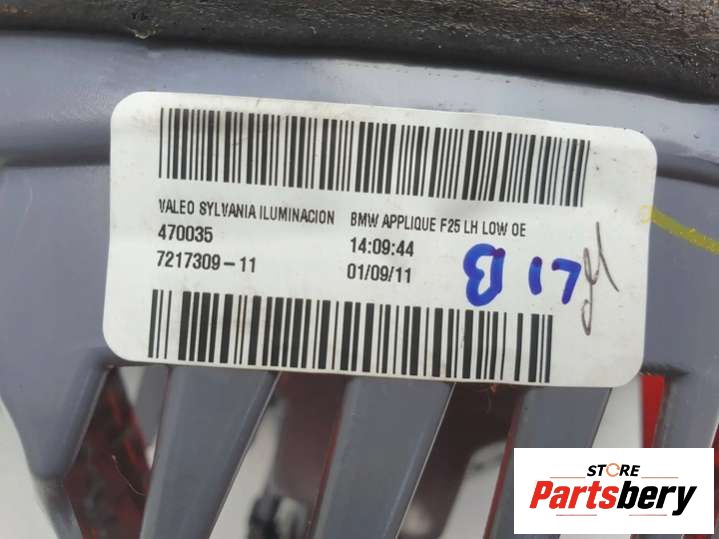 VALEO SYLVANIA ILUMINACION BMW APPLIQUE F25 LH LOW OE
470035 14:09:44
7217309-11 01/09/11
B 17
STORE
Partsbery